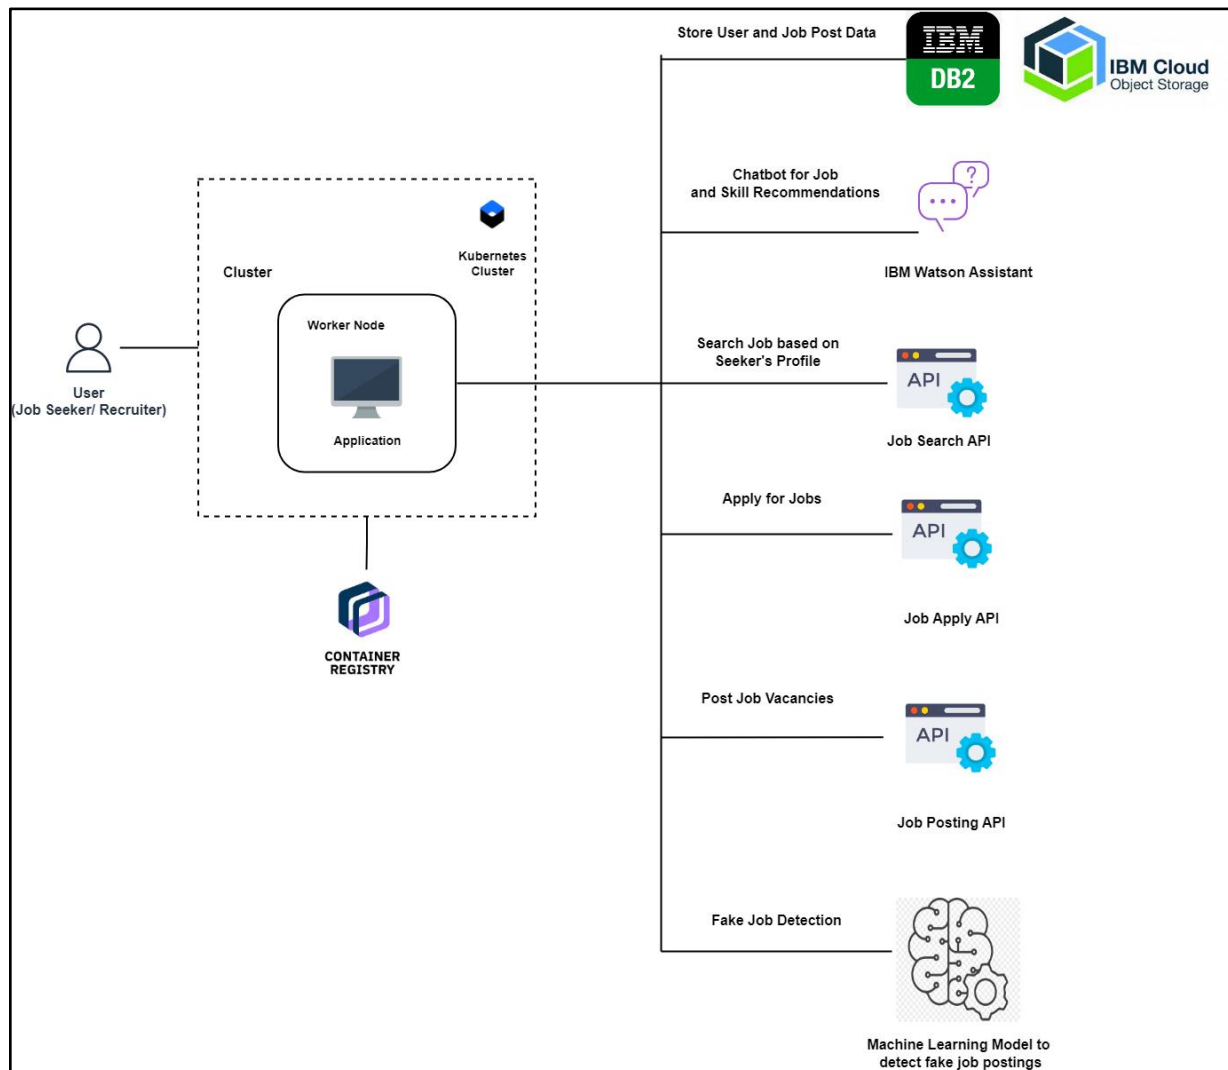 Store User and Job Post Data
IBM
DB2
IBM Cloud
Object Storage
Chatbot for Job
and Skill Recommendations
? 
IBM Watson Assistant
Kubernetes
Cluster
Cluster
Worker Node
Application
User
(Job Seeker/ Recruiter)
Search Job based on
Seeker's Profile
API
Job Search API
Apply for Jobs
API
Job Apply API
CONTAINER
REGISTRY
Post Job Vacancies
API
Job Posting API
Fake Job Detection
Machine Learning Model to
detect fake job postings